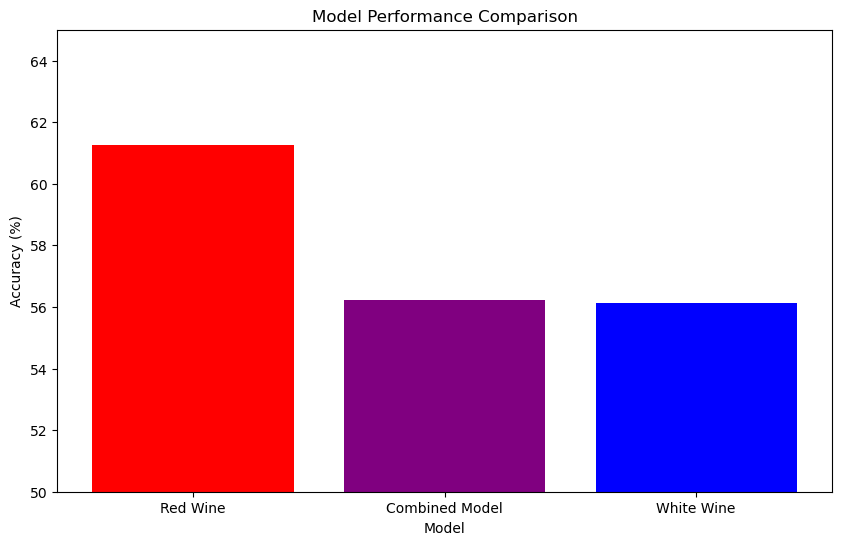 Model Performance Comparison
Accuracy (%)
64
62
60
58
56
54
52
50
Red Wine
Combined Model
White Wine
Model